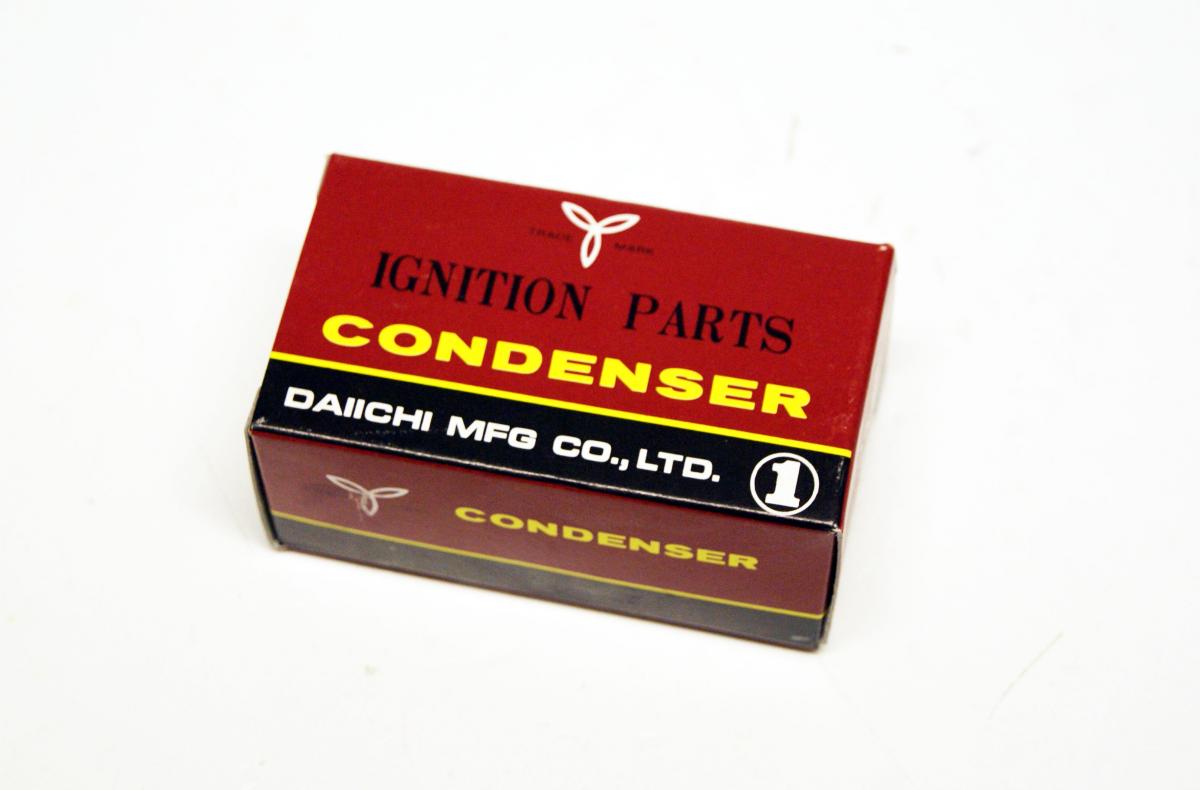 TRADE MARK
IGNITION PARTS
CONDENSER
DAIICHI MFG CO., LTD. 1
CONDENSER